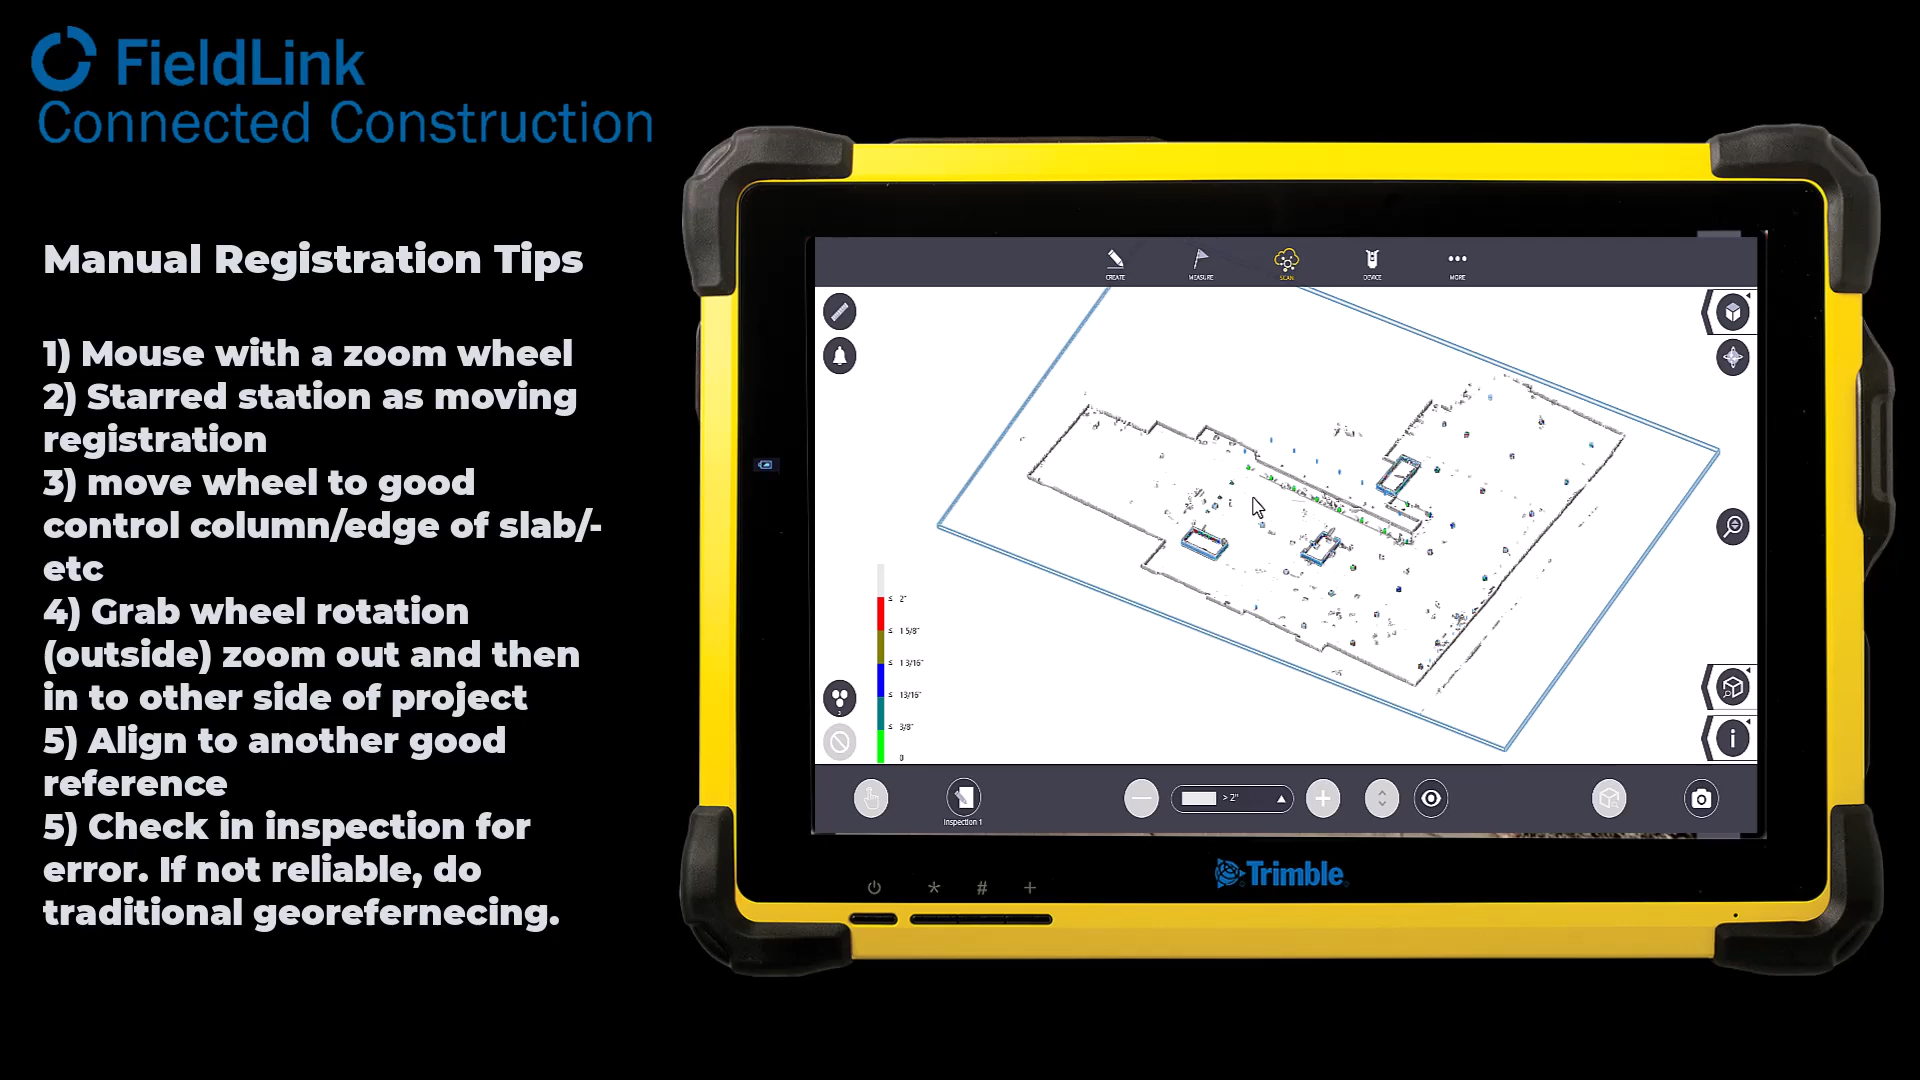 FieldLink
Connected Construction
Manual Registration Tips
1) Mouse with a zoom wheel
2) Starred station as moving
registration
3) move wheel to good
control column/edge of slab/-
etc
4) Grab wheel rotation
(outside) zoom out and then
in to other side of project
5) Align to another good
reference
5) Check in inspection for
error. If not reliable, do
traditional georefernecing.
CREATE
MEASURE
SCAN
DEVICE
MORE
≤ 2"
≤ 1 5/8"
≤ 1 3/16"
≤ 13/16"
≤ 3/8"
0
Inspection 1
> 2"
Trimble
* # +